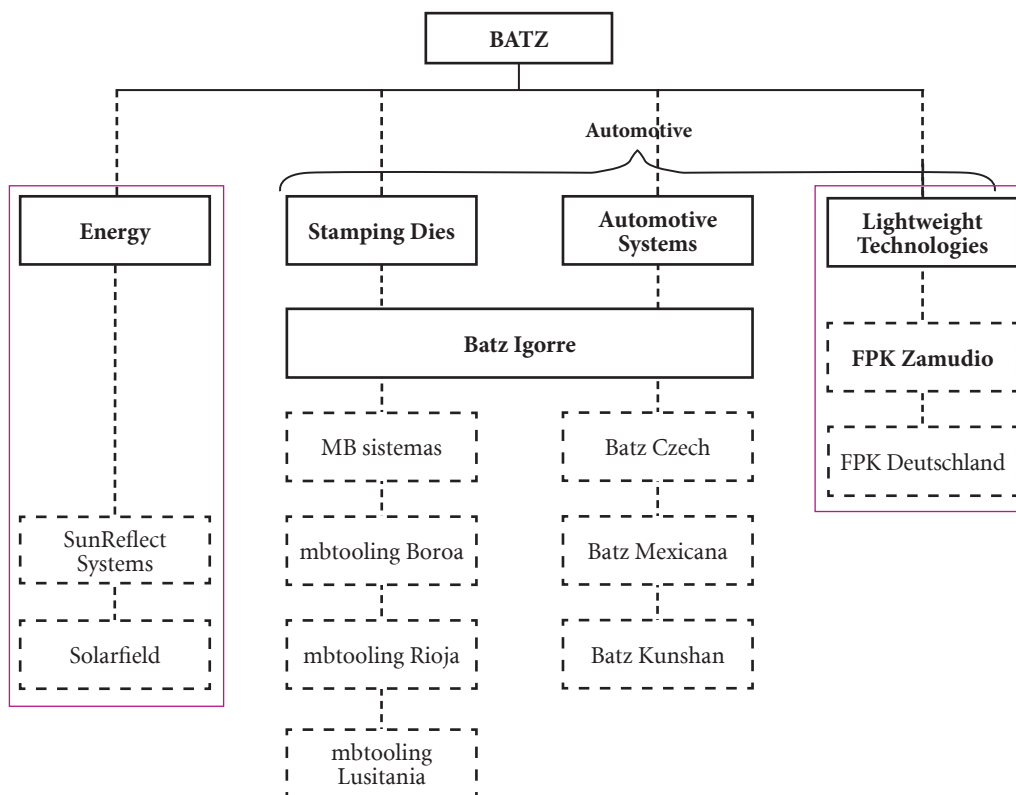 BATZ
Automotive
Energy
Stamping Dies
Automotive
Systems
Lightweight
Technologies
Batz Igorre
FPK Zamudio
MB sistemas
Batz Czech
FPK Deutschland
SunReflect
Systems
mbtooling Boroa
Batz Mexicana
Solarfield
mbtooling Rioja
Batz Kunshan
mbtooling
Lusitania